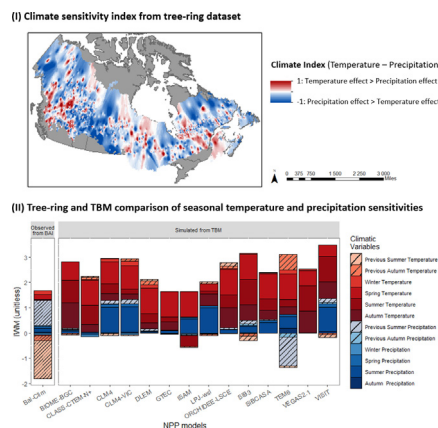 (I) Climate sensitivity index from tree-ring dataset
Climate Index (Temperature – Precipitation
1: Temperature effect > Precipitation effect
-1: Precipitation effect > Temperature effect
N
0 375 750 1,500 2,250 3,000
Miles
(II) Tree-ring and TBM comparison of seasonal temperature and precipitation sensitivities
Observed from BAI
Simulated from TBM
Climatic
Variables
Previous Summer Temperature
Previous Autumn Temperature
Winter Temperature
Spring Temperature
Summer Temperature
Autumn Temperature
Previous Summer Precipitation
Previous Autumn Precipitation
Winter Precipitation
Spring Precipitation
Summer Precipitation
Autumn Precipitation
IWM (unitless)
3
2
1
0
-1
-2
BIOME-BGC
CLASS-CTEM-N+
CLM4
CLM4-VIC
DLEM
GTEC
ISAM
LPJ-wsl
ORCHIDEE-LSCE
SiB3
SiBCASA
TEM6
VEGAS2.1
VISIT
NPP models